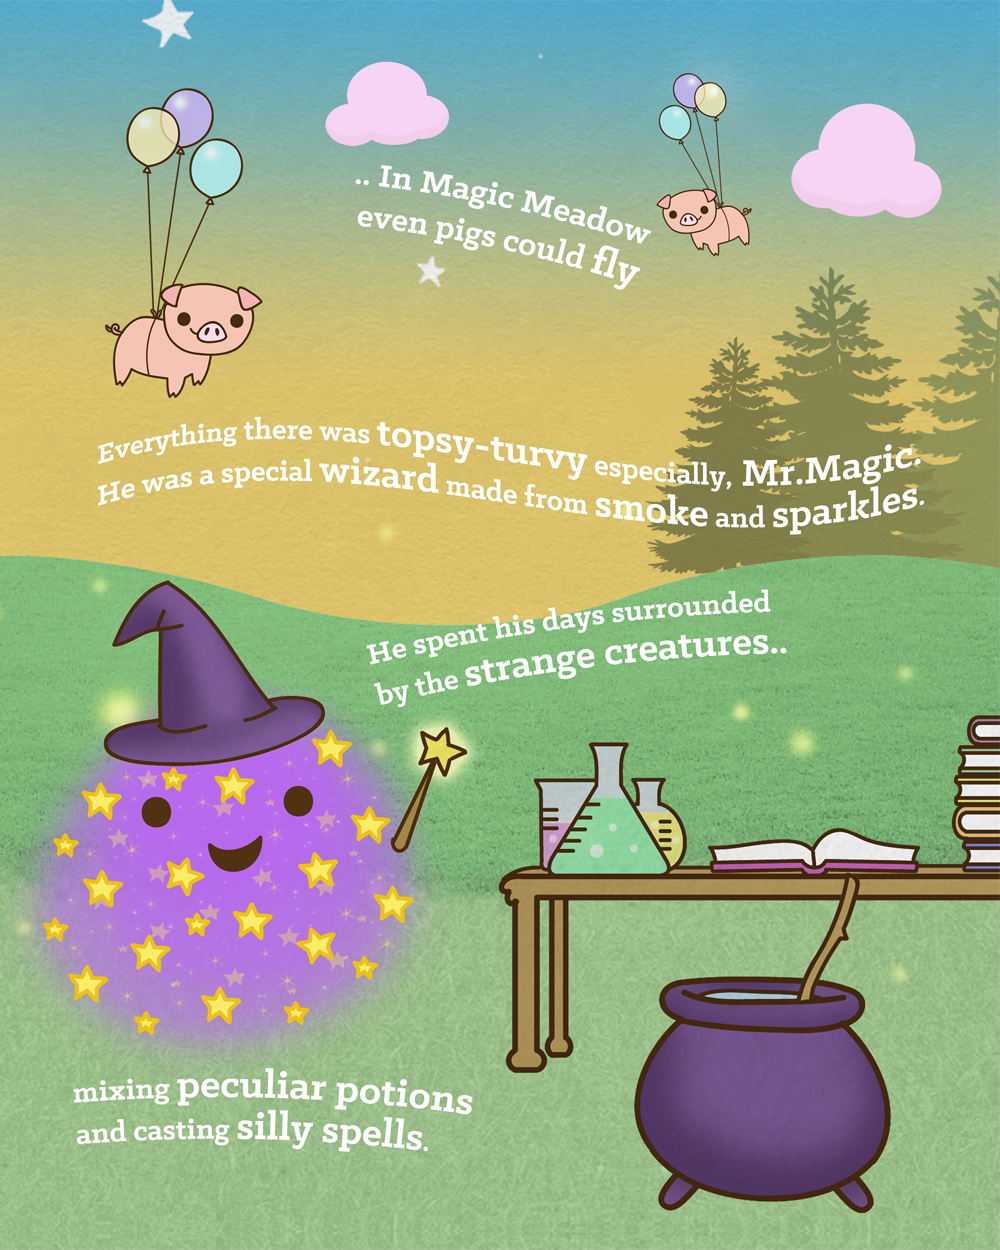 .. In Magic Meadow
even pigs could fly
Everything there was topsy-turvy especially, Mr.Magic.
He was a special wizard made from smoke and sparkles.
He spent his days surrounded
by the strange creatures..
mixing peculiar potions
and casting silly spells.